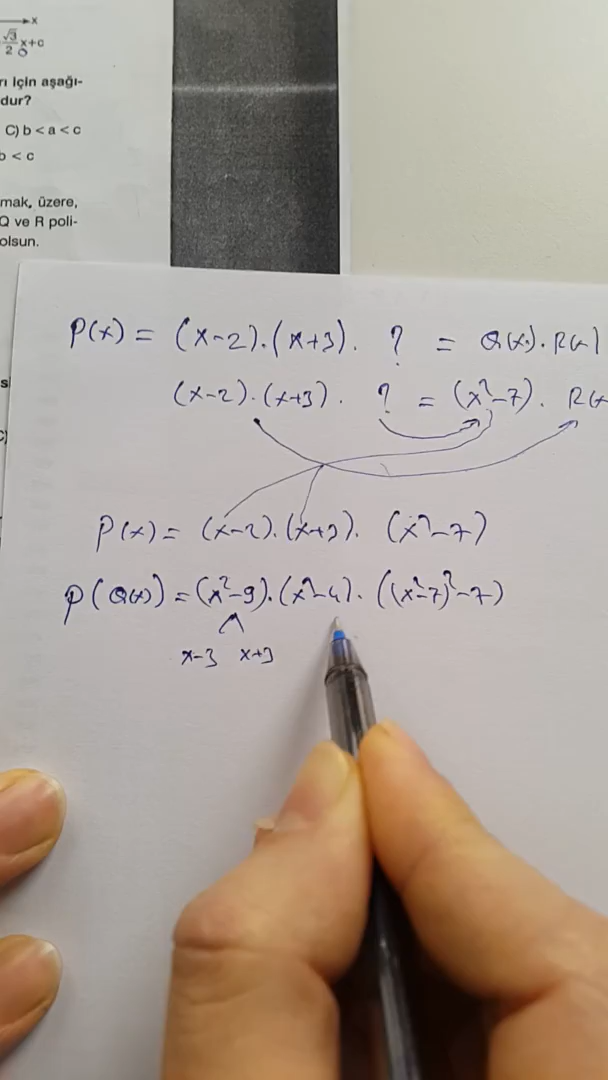 x
√3/2 x+c
rı için aşağı-
dur?
C) b < a < c
b < c
mak, üzere,
Q ve R poli-
olsun.
P(x) = (x-2).(x+3). ? = Q(x).R(x)
(x-2).(x+3). ? = (x²-7). R(x
P(x) = (x-2).(x+3). (x²-7)
P(Q(x)) = (x²-9).(x²-4). ((x²-7)²-7)
x-3 x+3